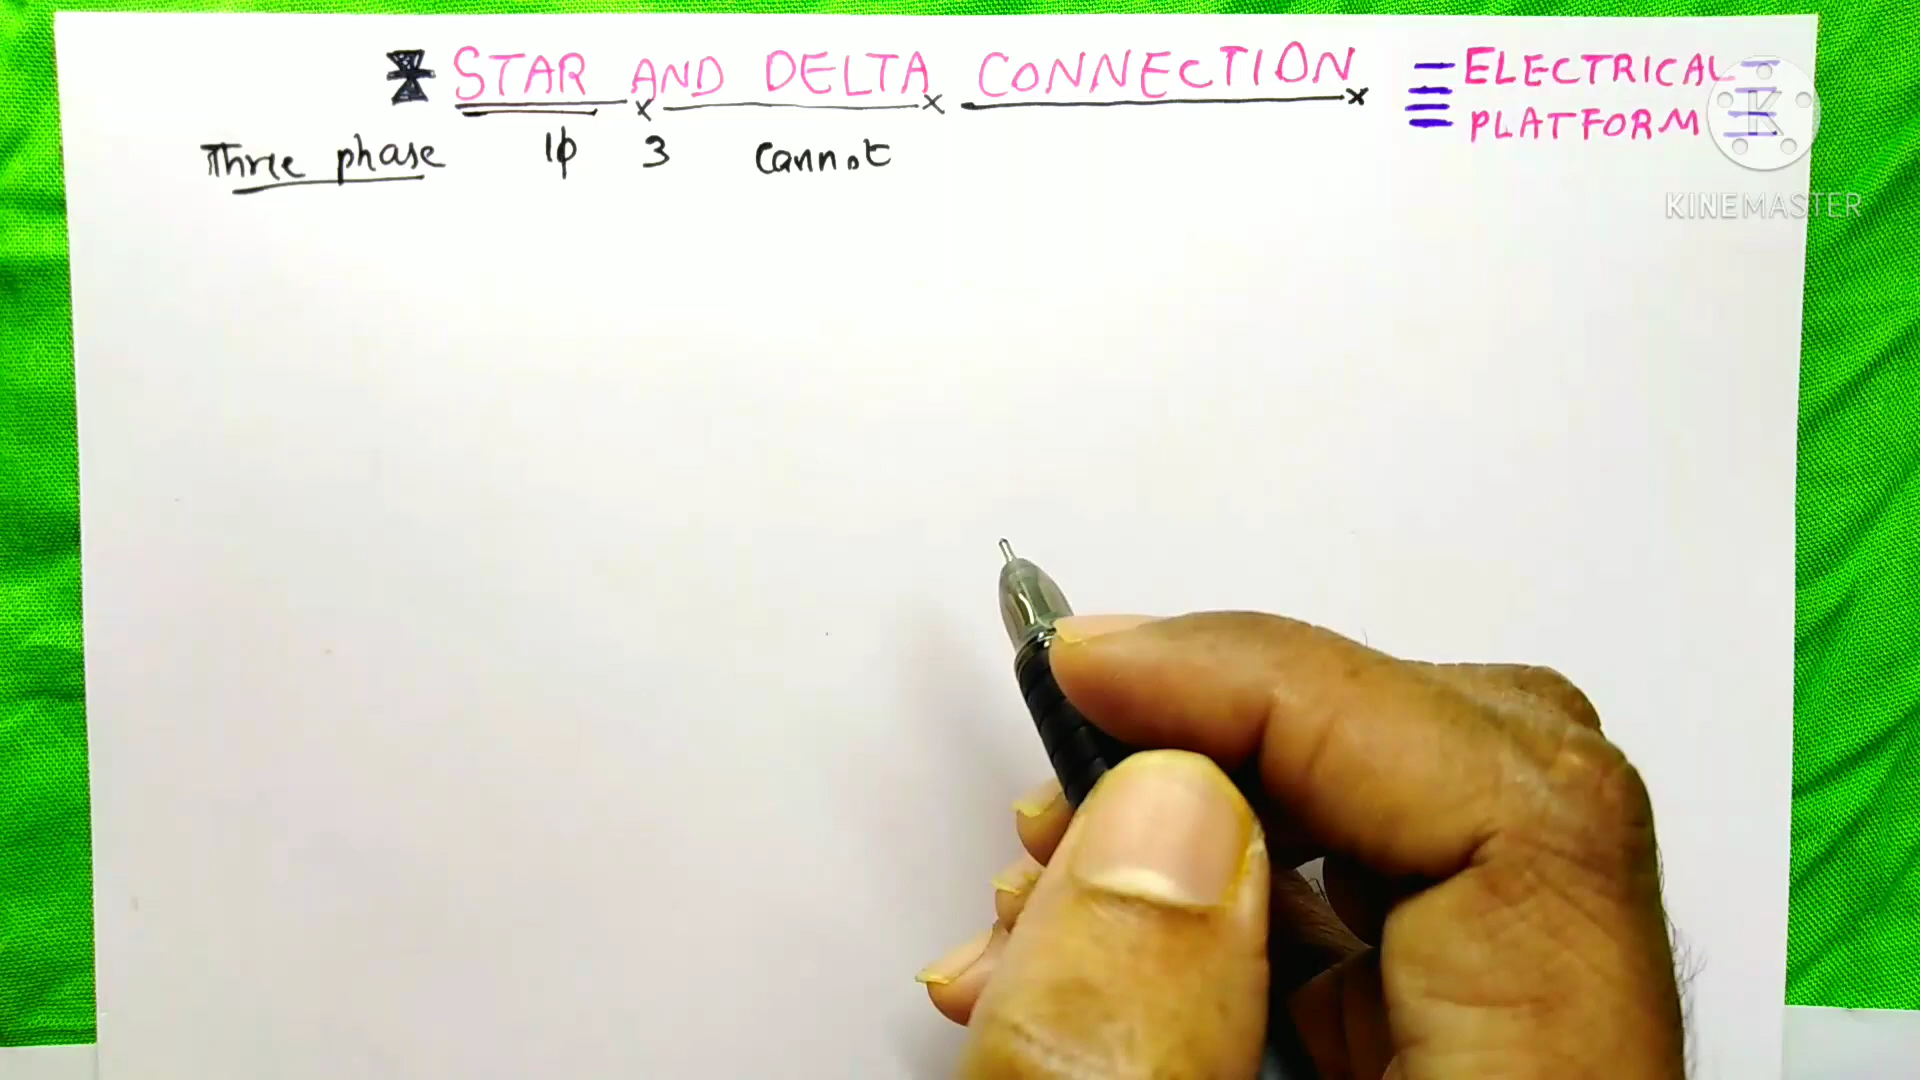 STAR AND DELTA CONNECTION
ELECTRICAL
PLATFORM
Three phase 1ϕ 3 cannot
K
KINEMASTER